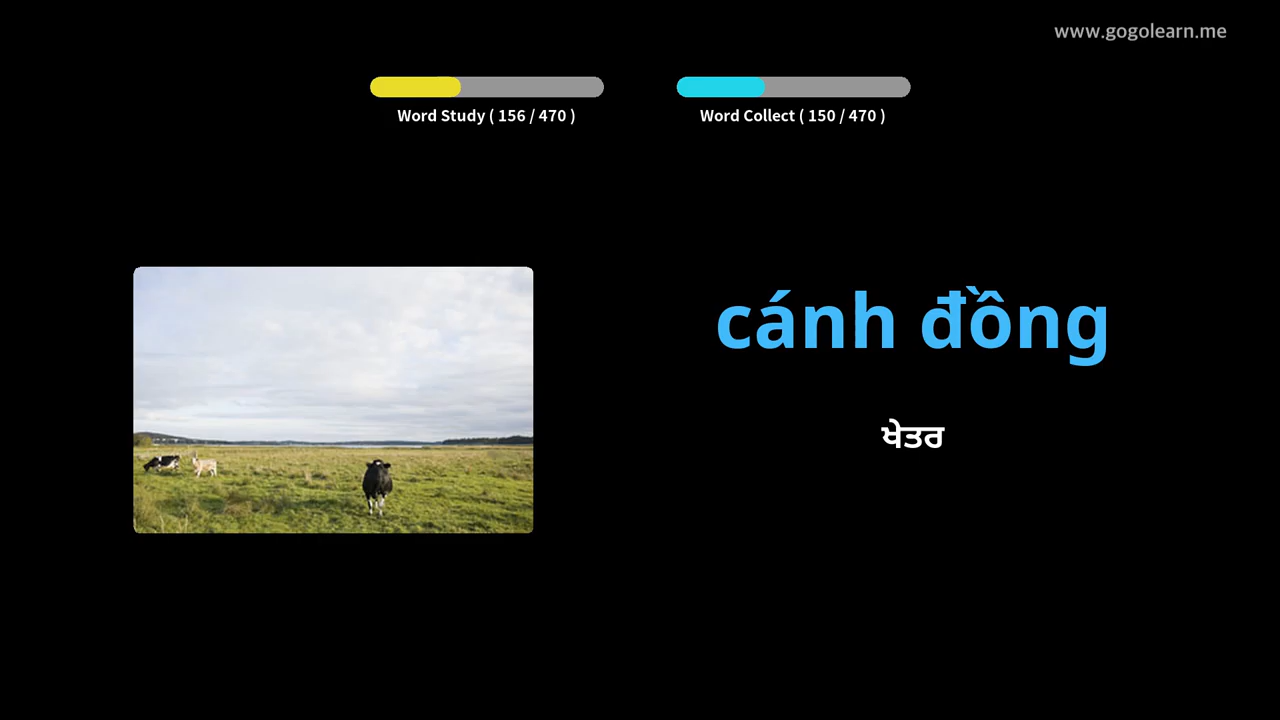 www.gogolearn.me
Word Study ( 156 / 470 )
Word Collect ( 150 / 470 )
cánh đồng
ਖੇਤਰ